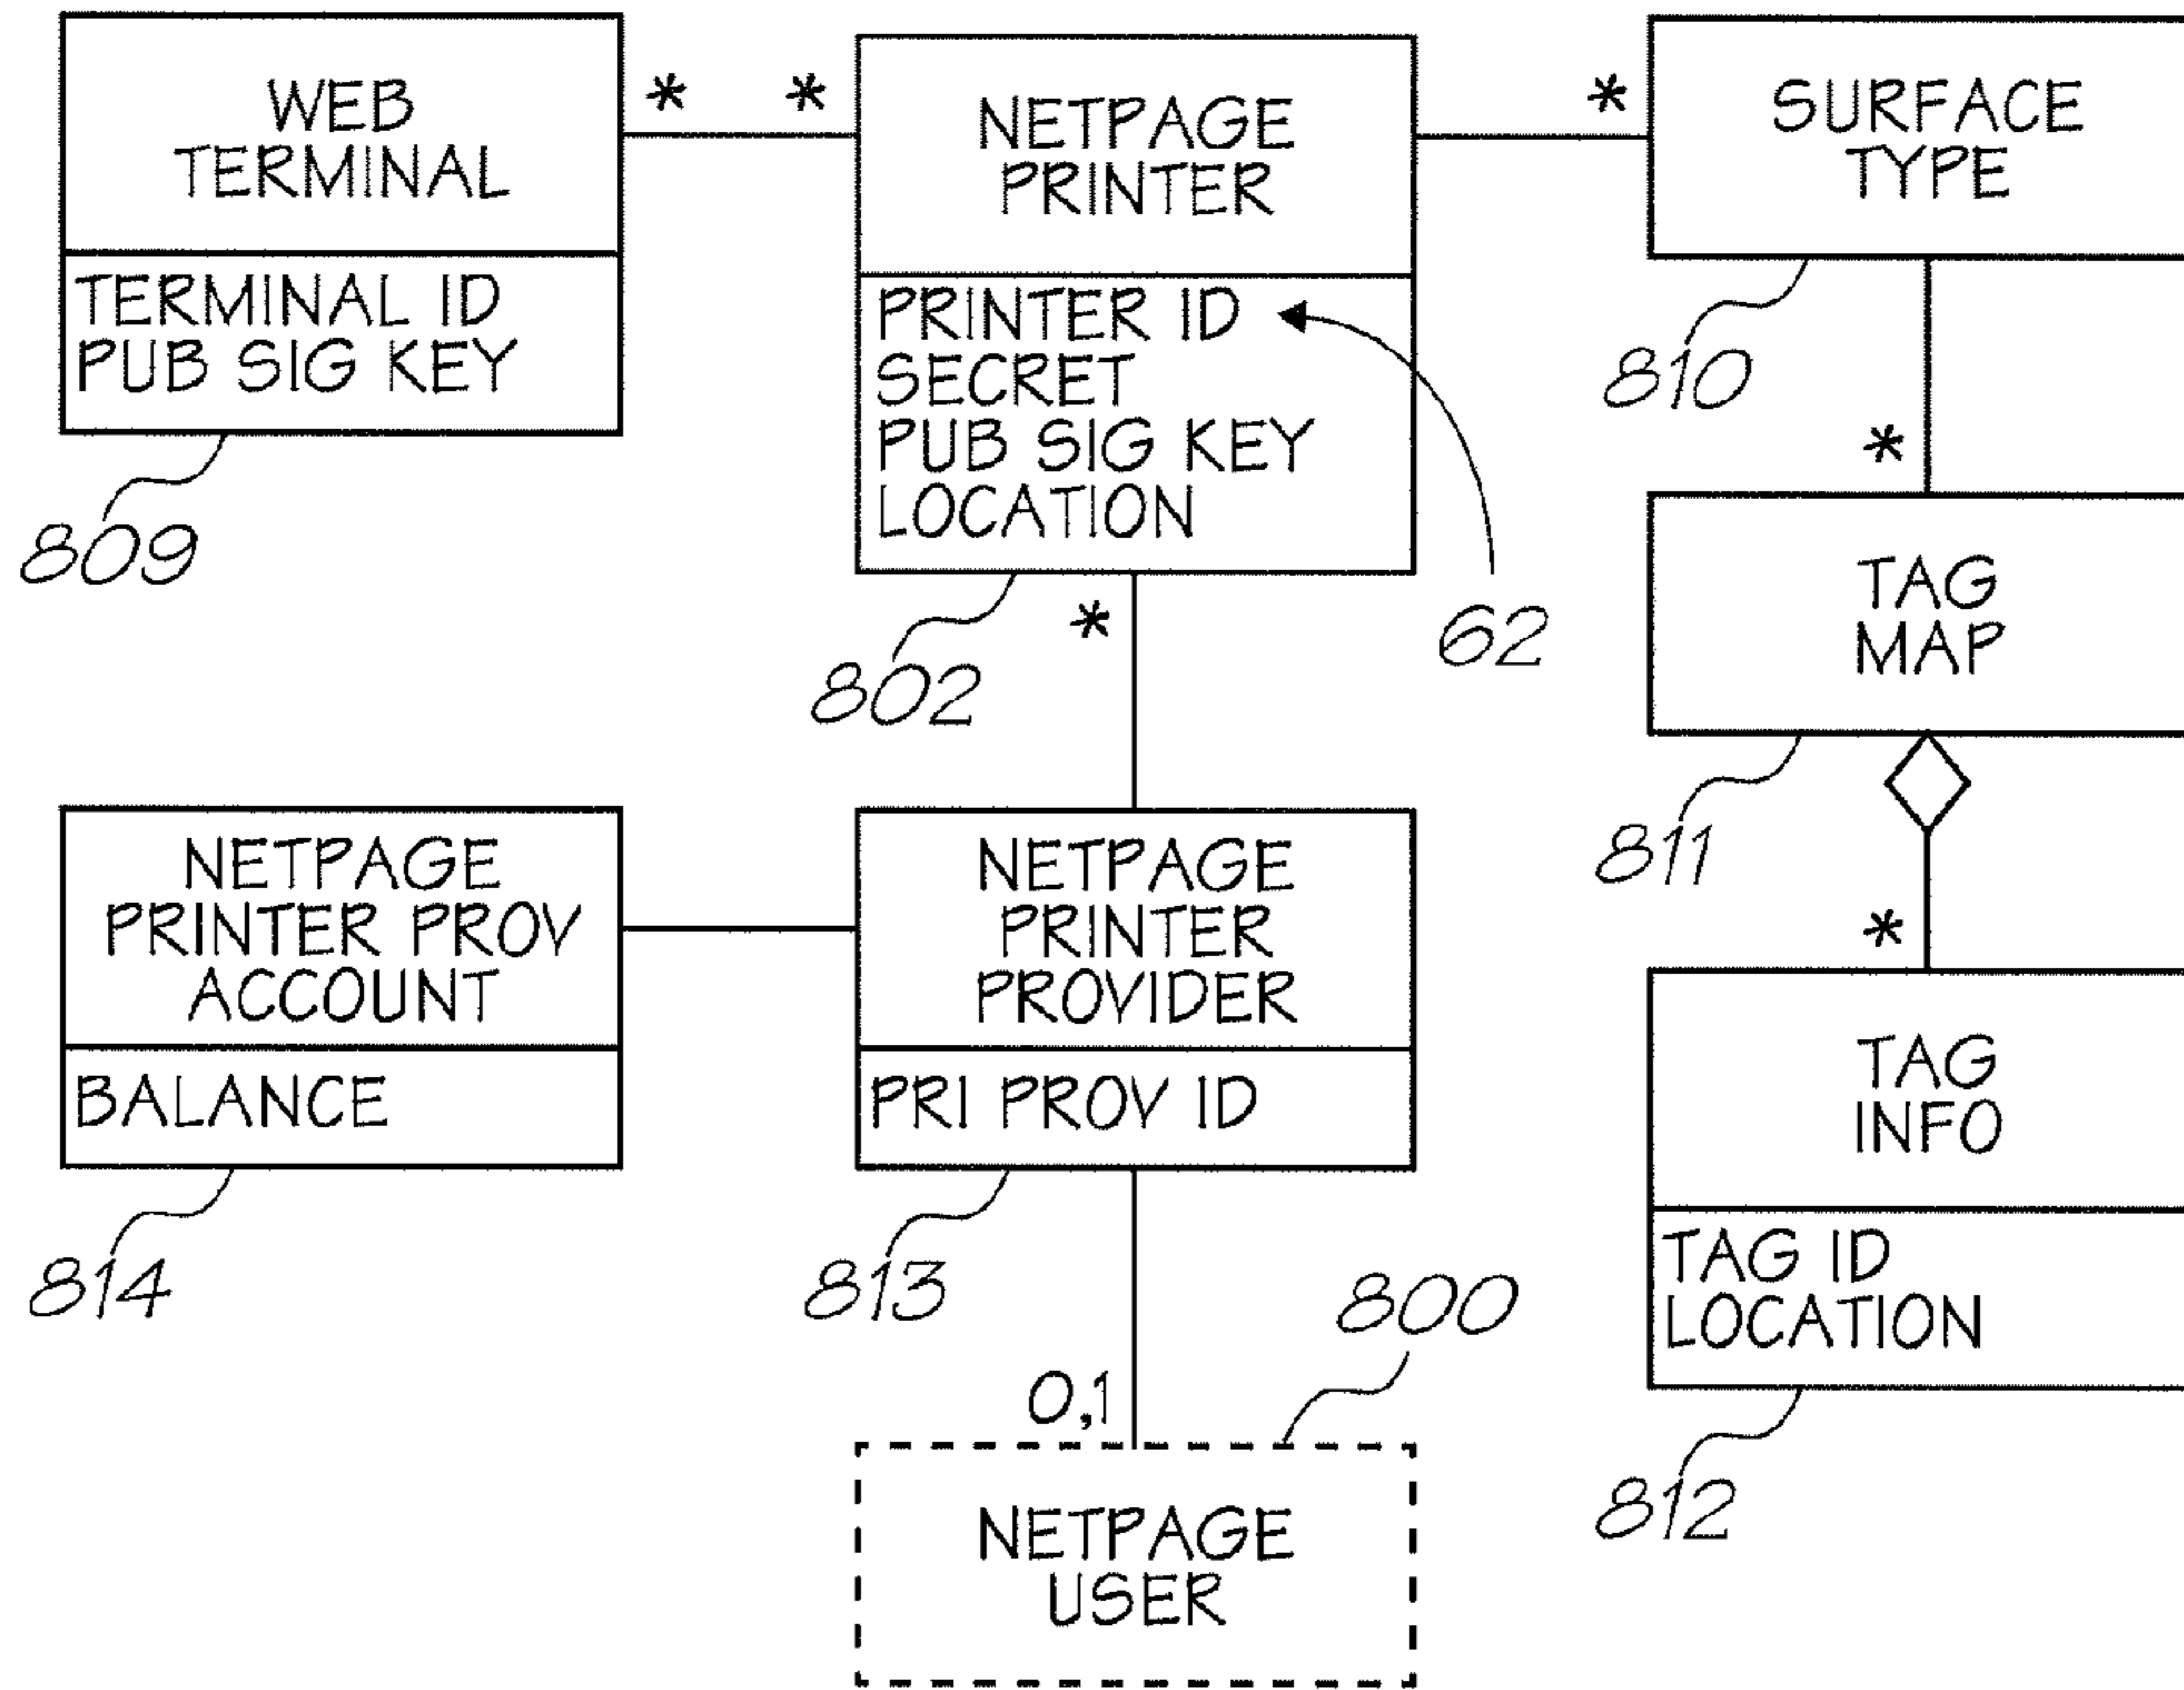 WEB
TERMINAL
TERMINAL ID
PUB SIG KEY
809
*
*
NETPAGE
PRINTER
PRINTER ID
SECRET
PUB SIG KEY
LOCATION
802
62
*
*
SURFACE
TYPE
810
*
TAG
MAP
811
*
TAG
INFO
TAG ID
LOCATION
812
NETPAGE
PRINTER PROV
ACCOUNT
BALANCE
814
NETPAGE
PRINTER
PROVIDER
PRI PROV ID
813
800
0,1
NETPAGE
USER